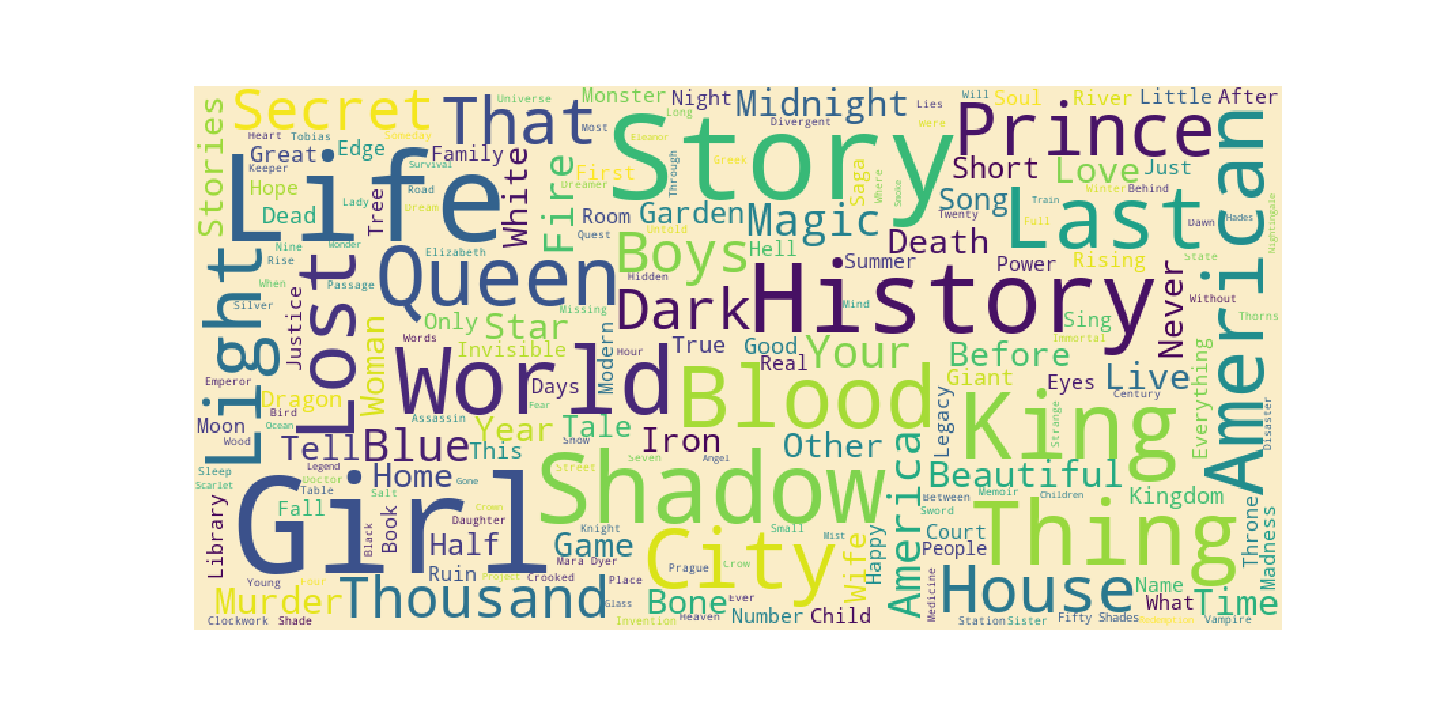 Stories
Secret
Universe
That
Monster
Night
Midnight
Lies
Will
Soul
River
Little
After
Heart
Tobias
Someday
Most
Long
Divergent
Were
Story
Prince
American
Great
Edge
Family
Survival
Life
White
Fire
First
Dreamer
Eleanor
Greek
Through
Saga
Where
Smoke
Short
Love
Just
Keeper
Hope
Road
Lady
Dream
Tree
Room
Garden
Magic
Song
Winter
Behind
Train
Full
Last
Dawn
Hades
Nightingale
Dead
Quest
Untold
Twenty
Death
Nine
Wonder
Rise
Elizabeth
Queen
Boys
Hell
Hidden
Summer
Power
Rising
State
Light
When
Passage
Lost
Silver
Justice
Missing
Dark
History
Mind
Never
Without
Thorns
Only
Star
Words
Invisible
Modern
Hour
True
Good
Real
Your
Sing
Immortal
Before
Giant
Eyes
Live
Century
Everything
Emperor
Woman
World
Days
Fear
Blood
Legacy
King
Strange
Disaster
Dragon
Bird
Ocean
Moon
Wood
Assassin
Year
Tale
Iron
Other
Tell
Blue
This
Snow
Seven
Angel
Street
Sleep
Scarlet
Legend
Doctor
Table
Home
Gone
Salt
Crown
Shadow
America
Beautiful
Memoir
Children
Between
Sword
Kingdom
Throne
Madness
Library
Girl
Fall
Black
Book
Daughter
Half
Knight
Game
City
Small
Mist
Happy
Wife
Court
People
Thing
Young
Four
Ruin
Project
Crooked
Mara Dyer
Place
Prague
Crow
Medicine
House
Name
What
Time
Murder
Thousand
Glass
Bone
Ever
Clockwork
Shade
Invention
Heaven
Number
Child
Station
Sister
Fifty Shades
Redemption
Vampire